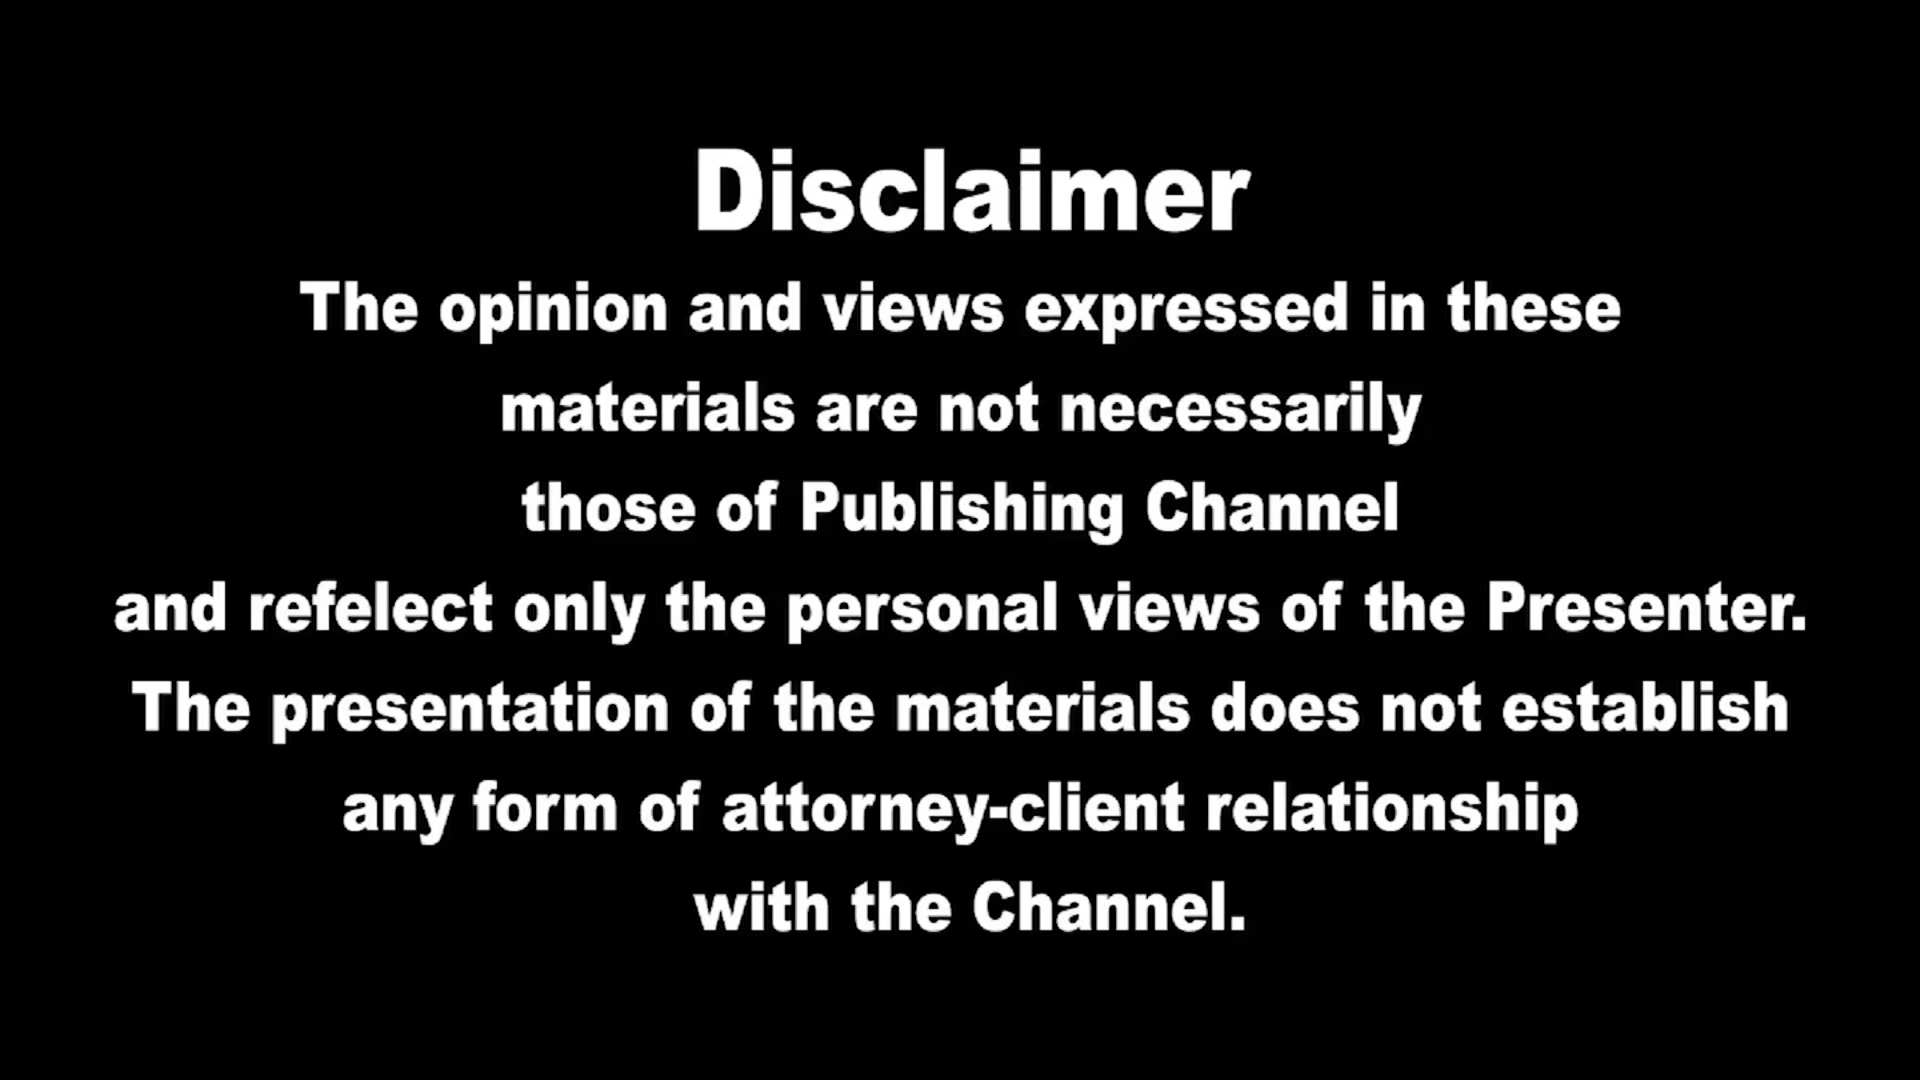 Disclaimer
The opinion and views expressed in these
materials are not necessarily
those of Publishing Channel
and refelect only the personal views of the Presenter.
The presentation of the materials does not establish
any form of attorney-client relationship
with the Channel.